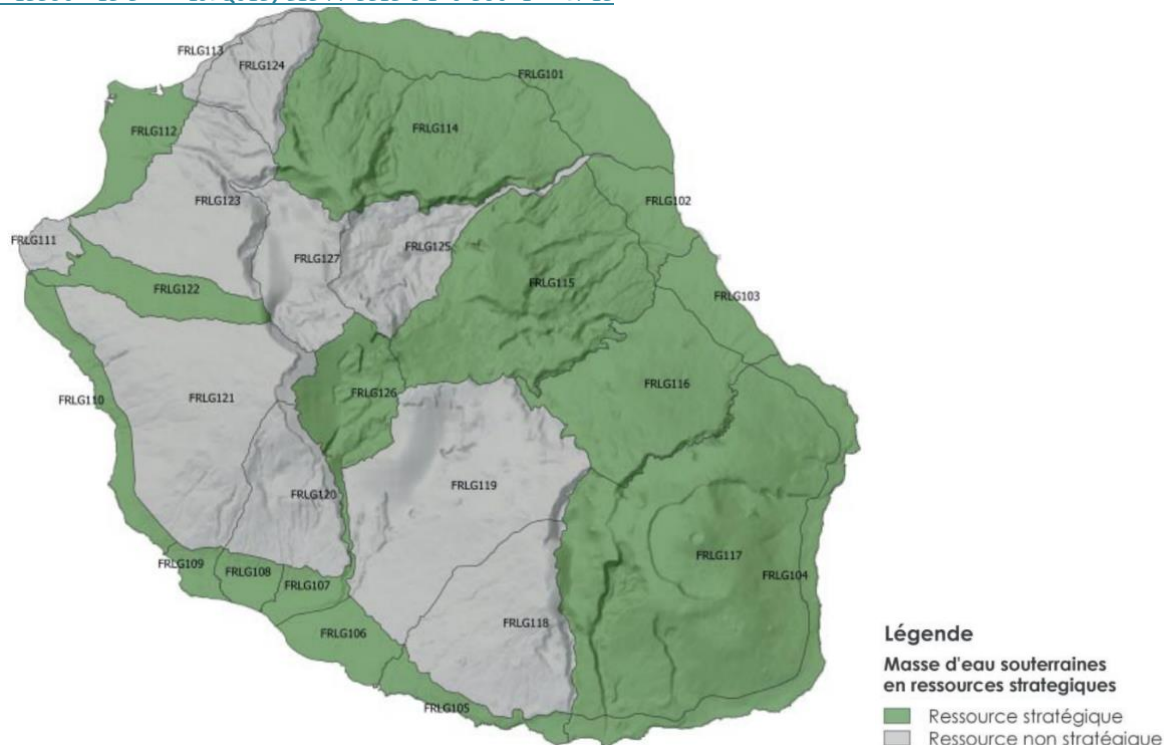 FRLG113
FRLG124
FRLG101
FRLG112
FRLG114
FRLG123
FRLG102
FRLG111
FRLG125
FRLG127
FRLG115
FRLG122
FRLG103
FRLG116
FRLG126
FRLG110
FRLG121
FRLG119
FRLG120
FRLG117
FRLG109
FRLG108
FRLG104
FRLG107
FRLG118
FRLG106
FRLG105
Légende
Masse d'eau souterraines
en ressources strategiques
Ressource stratégique
Ressource non stratégique